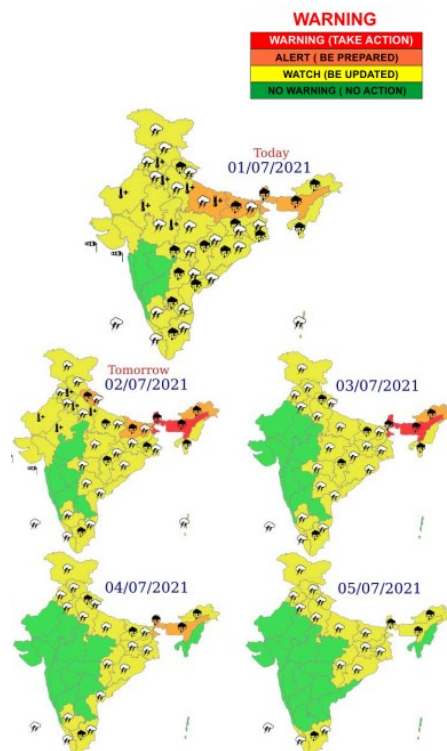 WARNING
WARNING (TAKE ACTION)
ALERT ( BE PREPARED)
WATCH (BE UPDATED)
NO WARNING ( NO ACTION)
Today
01/07/2021
Tomorrow
02/07/2021
03/07/2021
04/07/2021
05/07/2021